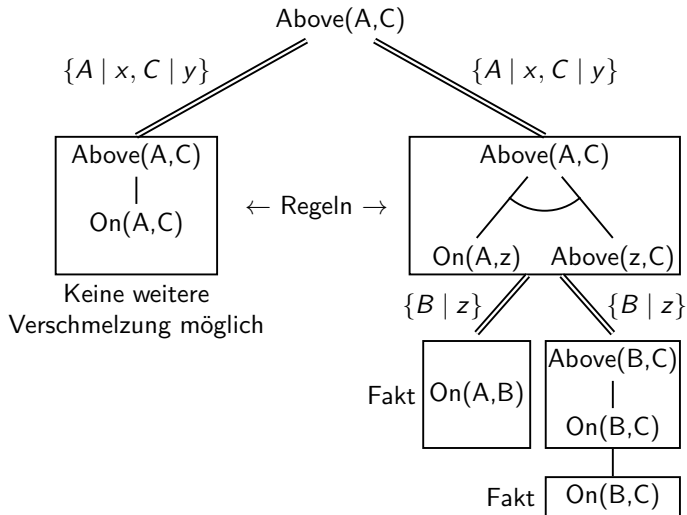 Above(A,C)
{A | x, C | y}
{A | x, C | y}
Above(A,C)
On(A,C)
← Regeln →
Above(A,C)
On(A,z)
Above(z,C)
Keine weitere
Verschmelzung möglich
{B | z}
{B | z}
Fakt
On(A,B)
Above(B,C)
On(B,C)
Fakt
On(B,C)